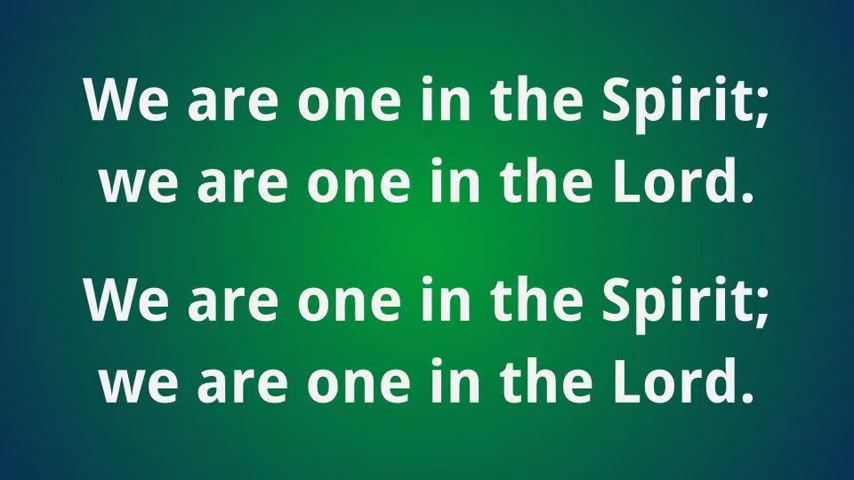 We are one in the Spirit;
we are one in the Lord.
We are one in the Spirit;
we are one in the Lord.